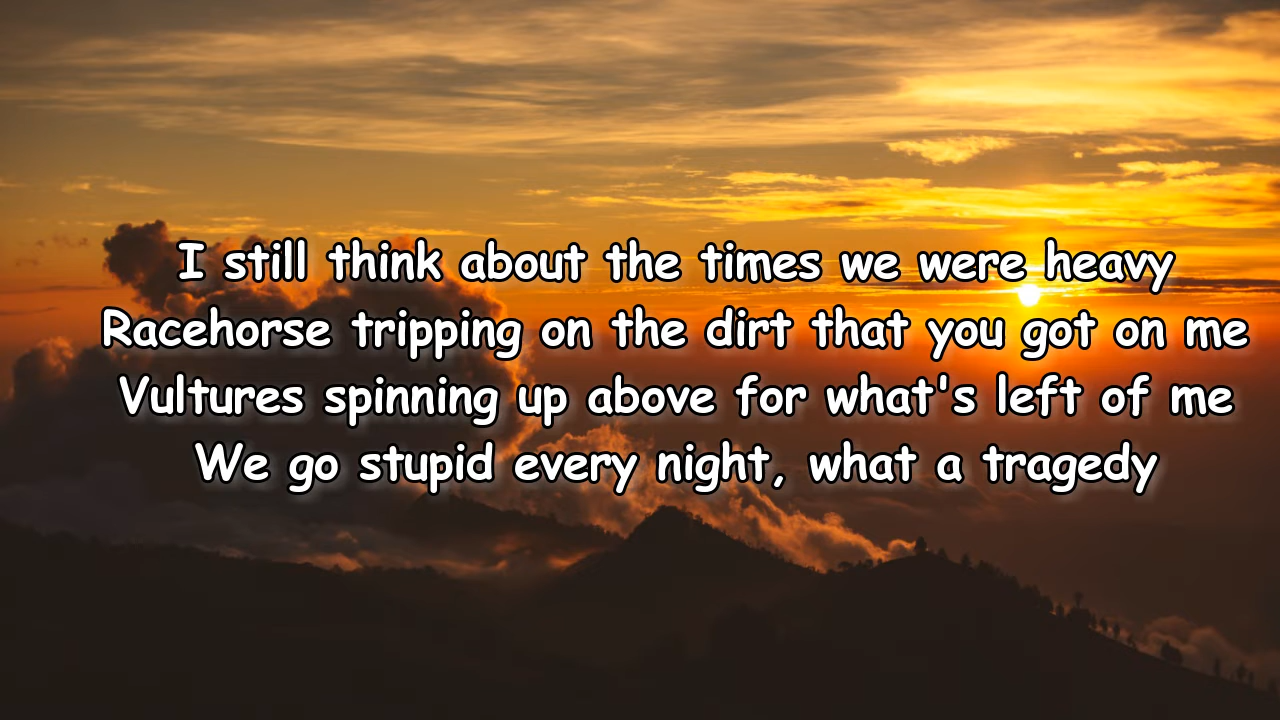 I still think about the times we were heavy
Racehorse tripping on the dirt that you got on me
Vultures spinning up above for what's left of me
We go stupid every night, what a tragedy